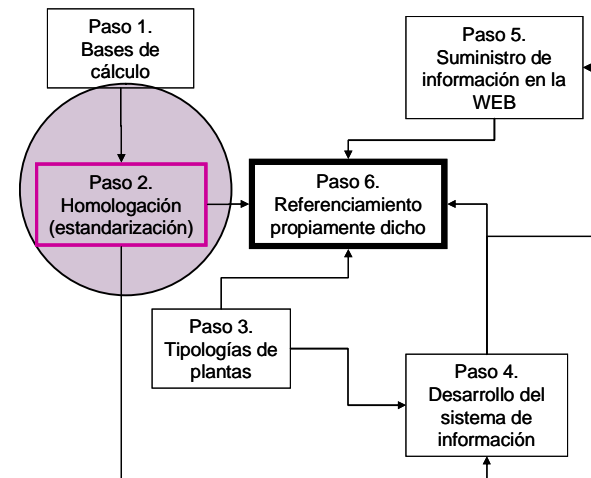 Paso 1.
Bases de
cálculo
Paso 5.
Suministro de
información en la
WEB
Paso 2.
Homologación
(estandarización)
Paso 6.
Referenciamiento
propiamente dicho
Paso 3.
Tipologías de
plantas
Paso 4.
Desarrollo del
sistema de
información